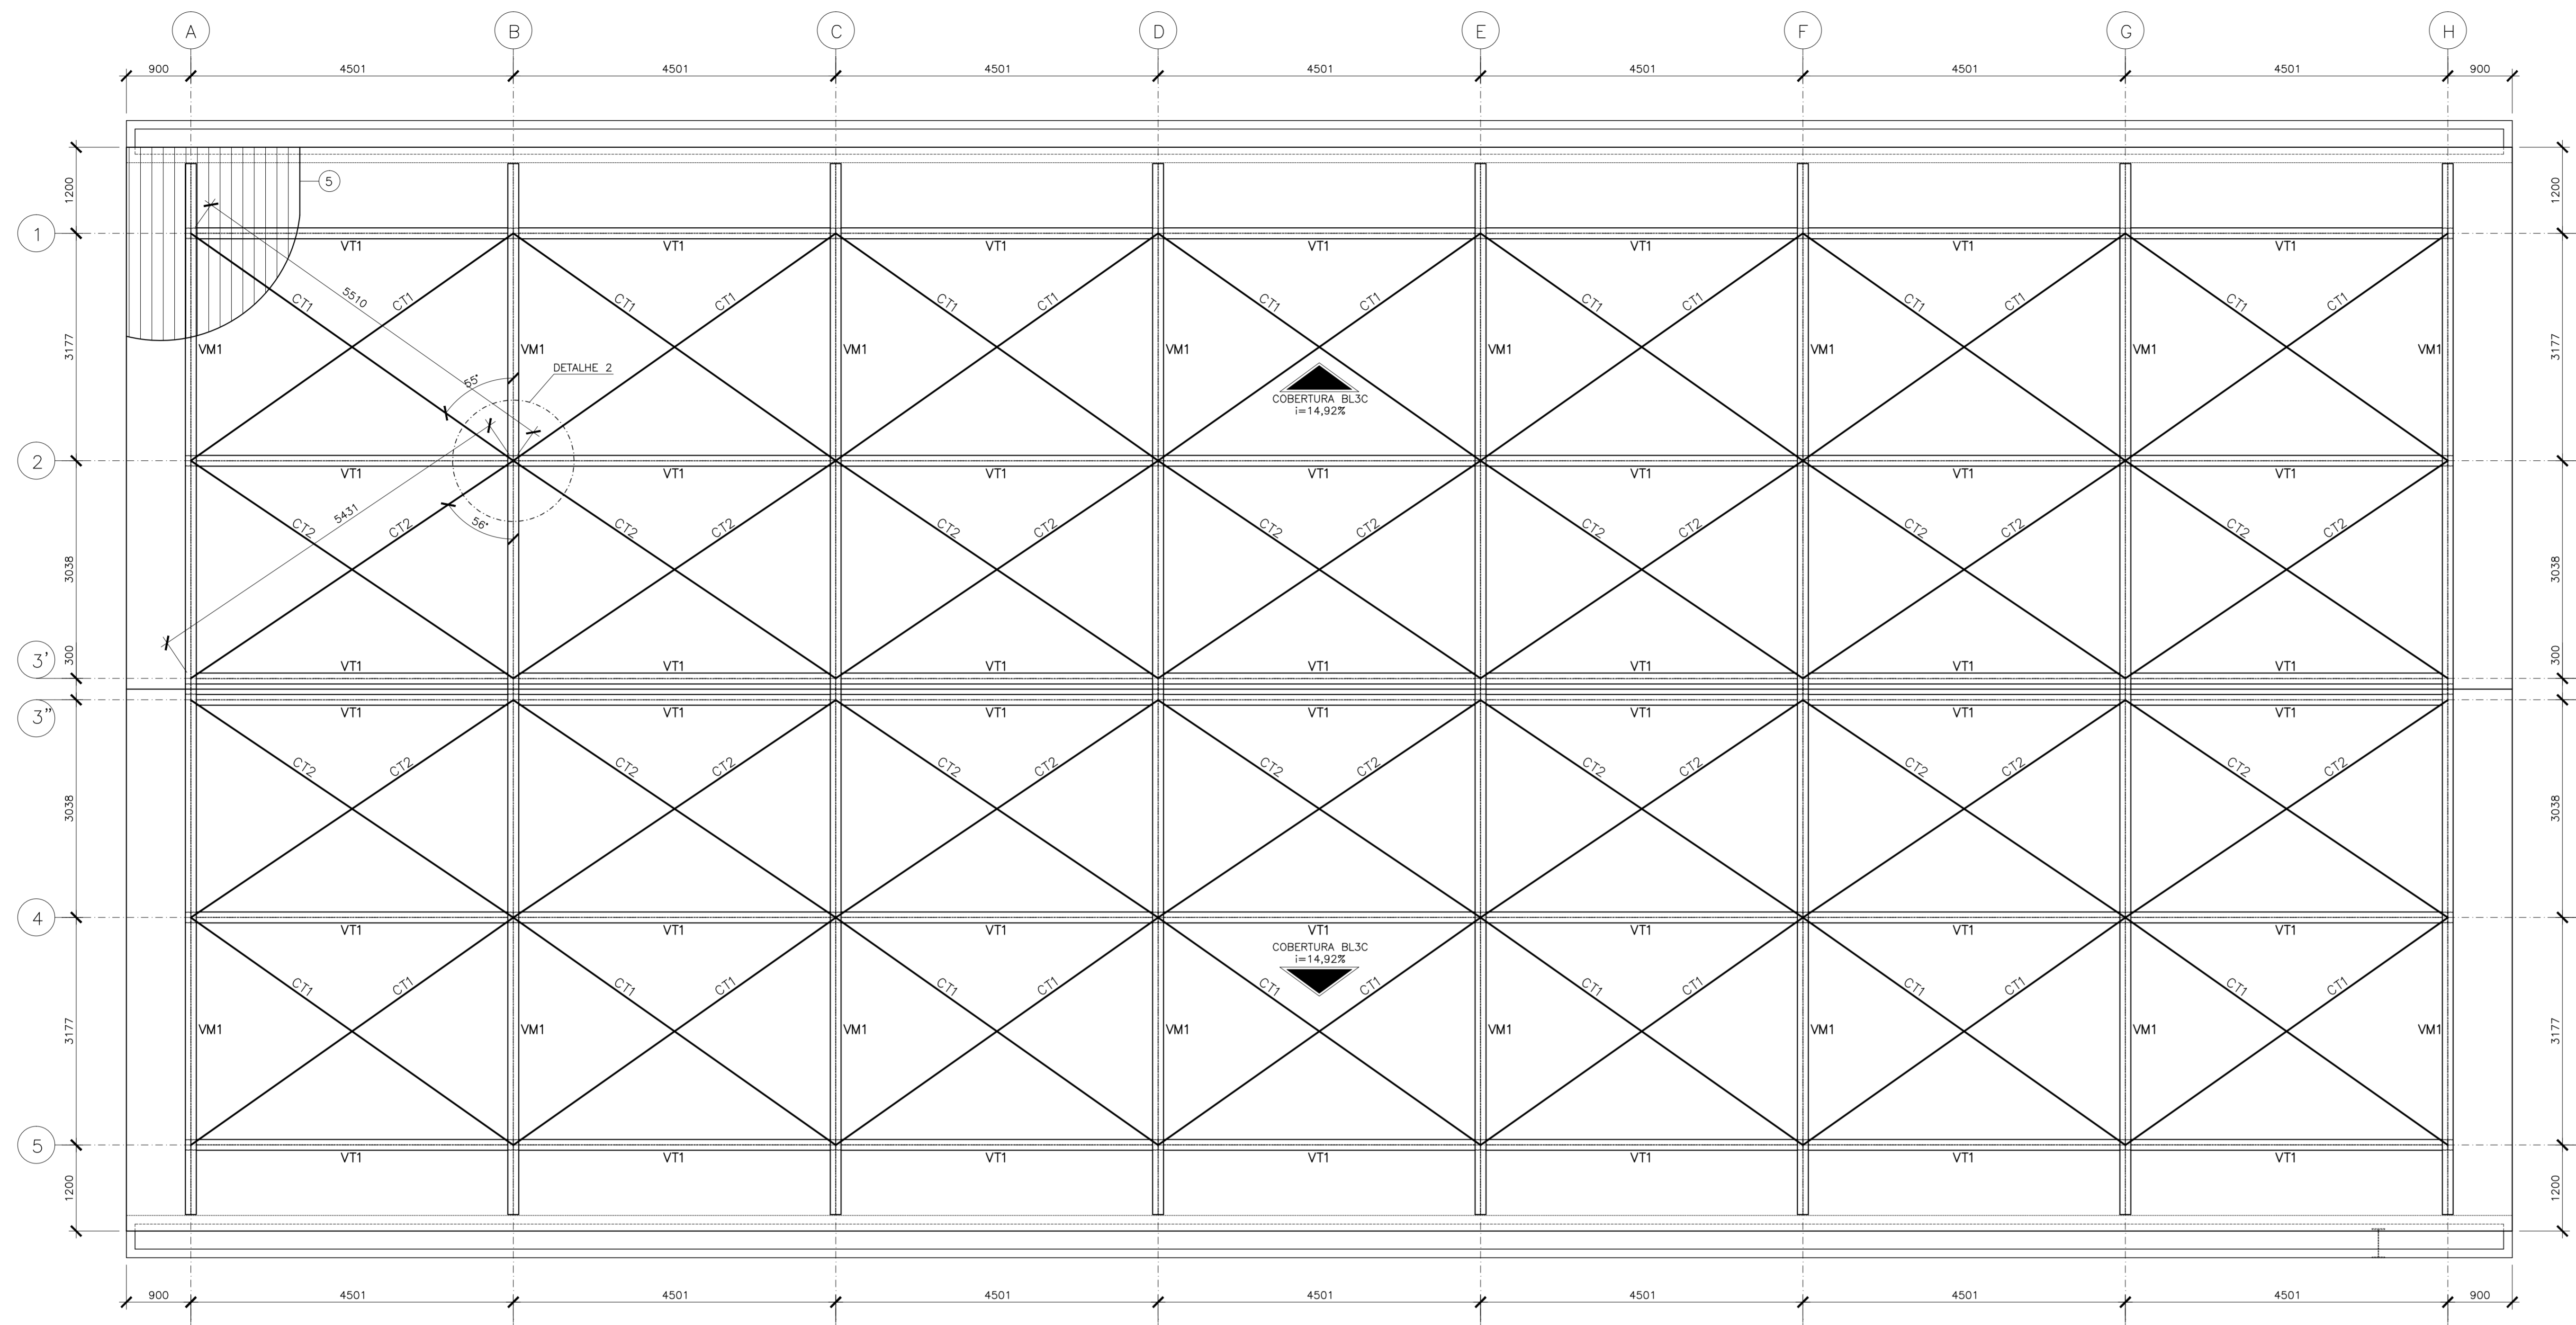 A B C D E F G H
900 4501 4501 4501 4501 4501 4501 4501 900
1200 5 1200
1
VT1 VT1 VT1 VT1 VT1 VT1 VT1
5510
CT1 CT1 CT1 CT1 CT1 CT1 CT1 CT1 CT1 CT1 CT1 CT1 CT1 CT1
3177 VM1 VM1 VM1 VM1 VM1 VM1 VM1 VM1 3177
DETALHE 2
55°
COBERTURA BL3C
i=14,92%
2
VT1 VT1 VT1 VT1 VT1 VT1 VT1
5431
56°
CT2 CT2 CT2 CT2 CT2 CT2 CT2 CT2 CT2 CT2 CT2 CT2 CT2 CT2
3038 3038
3' 300 VT1 VT1 VT1 VT1 VT1 VT1 VT1 300
3"
VT1 VT1 VT1 VT1 VT1 VT1 VT1
CT2 CT2 CT2 CT2 CT2 CT2 CT2 CT2 CT2 CT2 CT2 CT2 CT2 CT2
3038 3038
4
VT1 VT1 VT1 VT1 VT1 VT1 VT1
COBERTURA BL3C
i=14,92%
CT1 CT1 CT1 CT1 CT1 CT1 CT1 CT1 CT1 CT1 CT1 CT1 CT1 CT1
3177 VM1 VM1 VM1 VM1 VM1 VM1 VM1 VM1 3177
5
VT1 VT1 VT1 VT1 VT1 VT1 VT1
1200 1200
900 4501 4501 4501 4501 4501 4501 4501 900